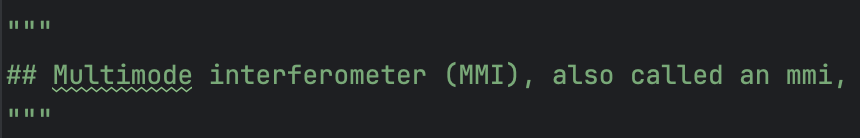 """
## Multimode interferometer (MMI), also called an mmi,
"""